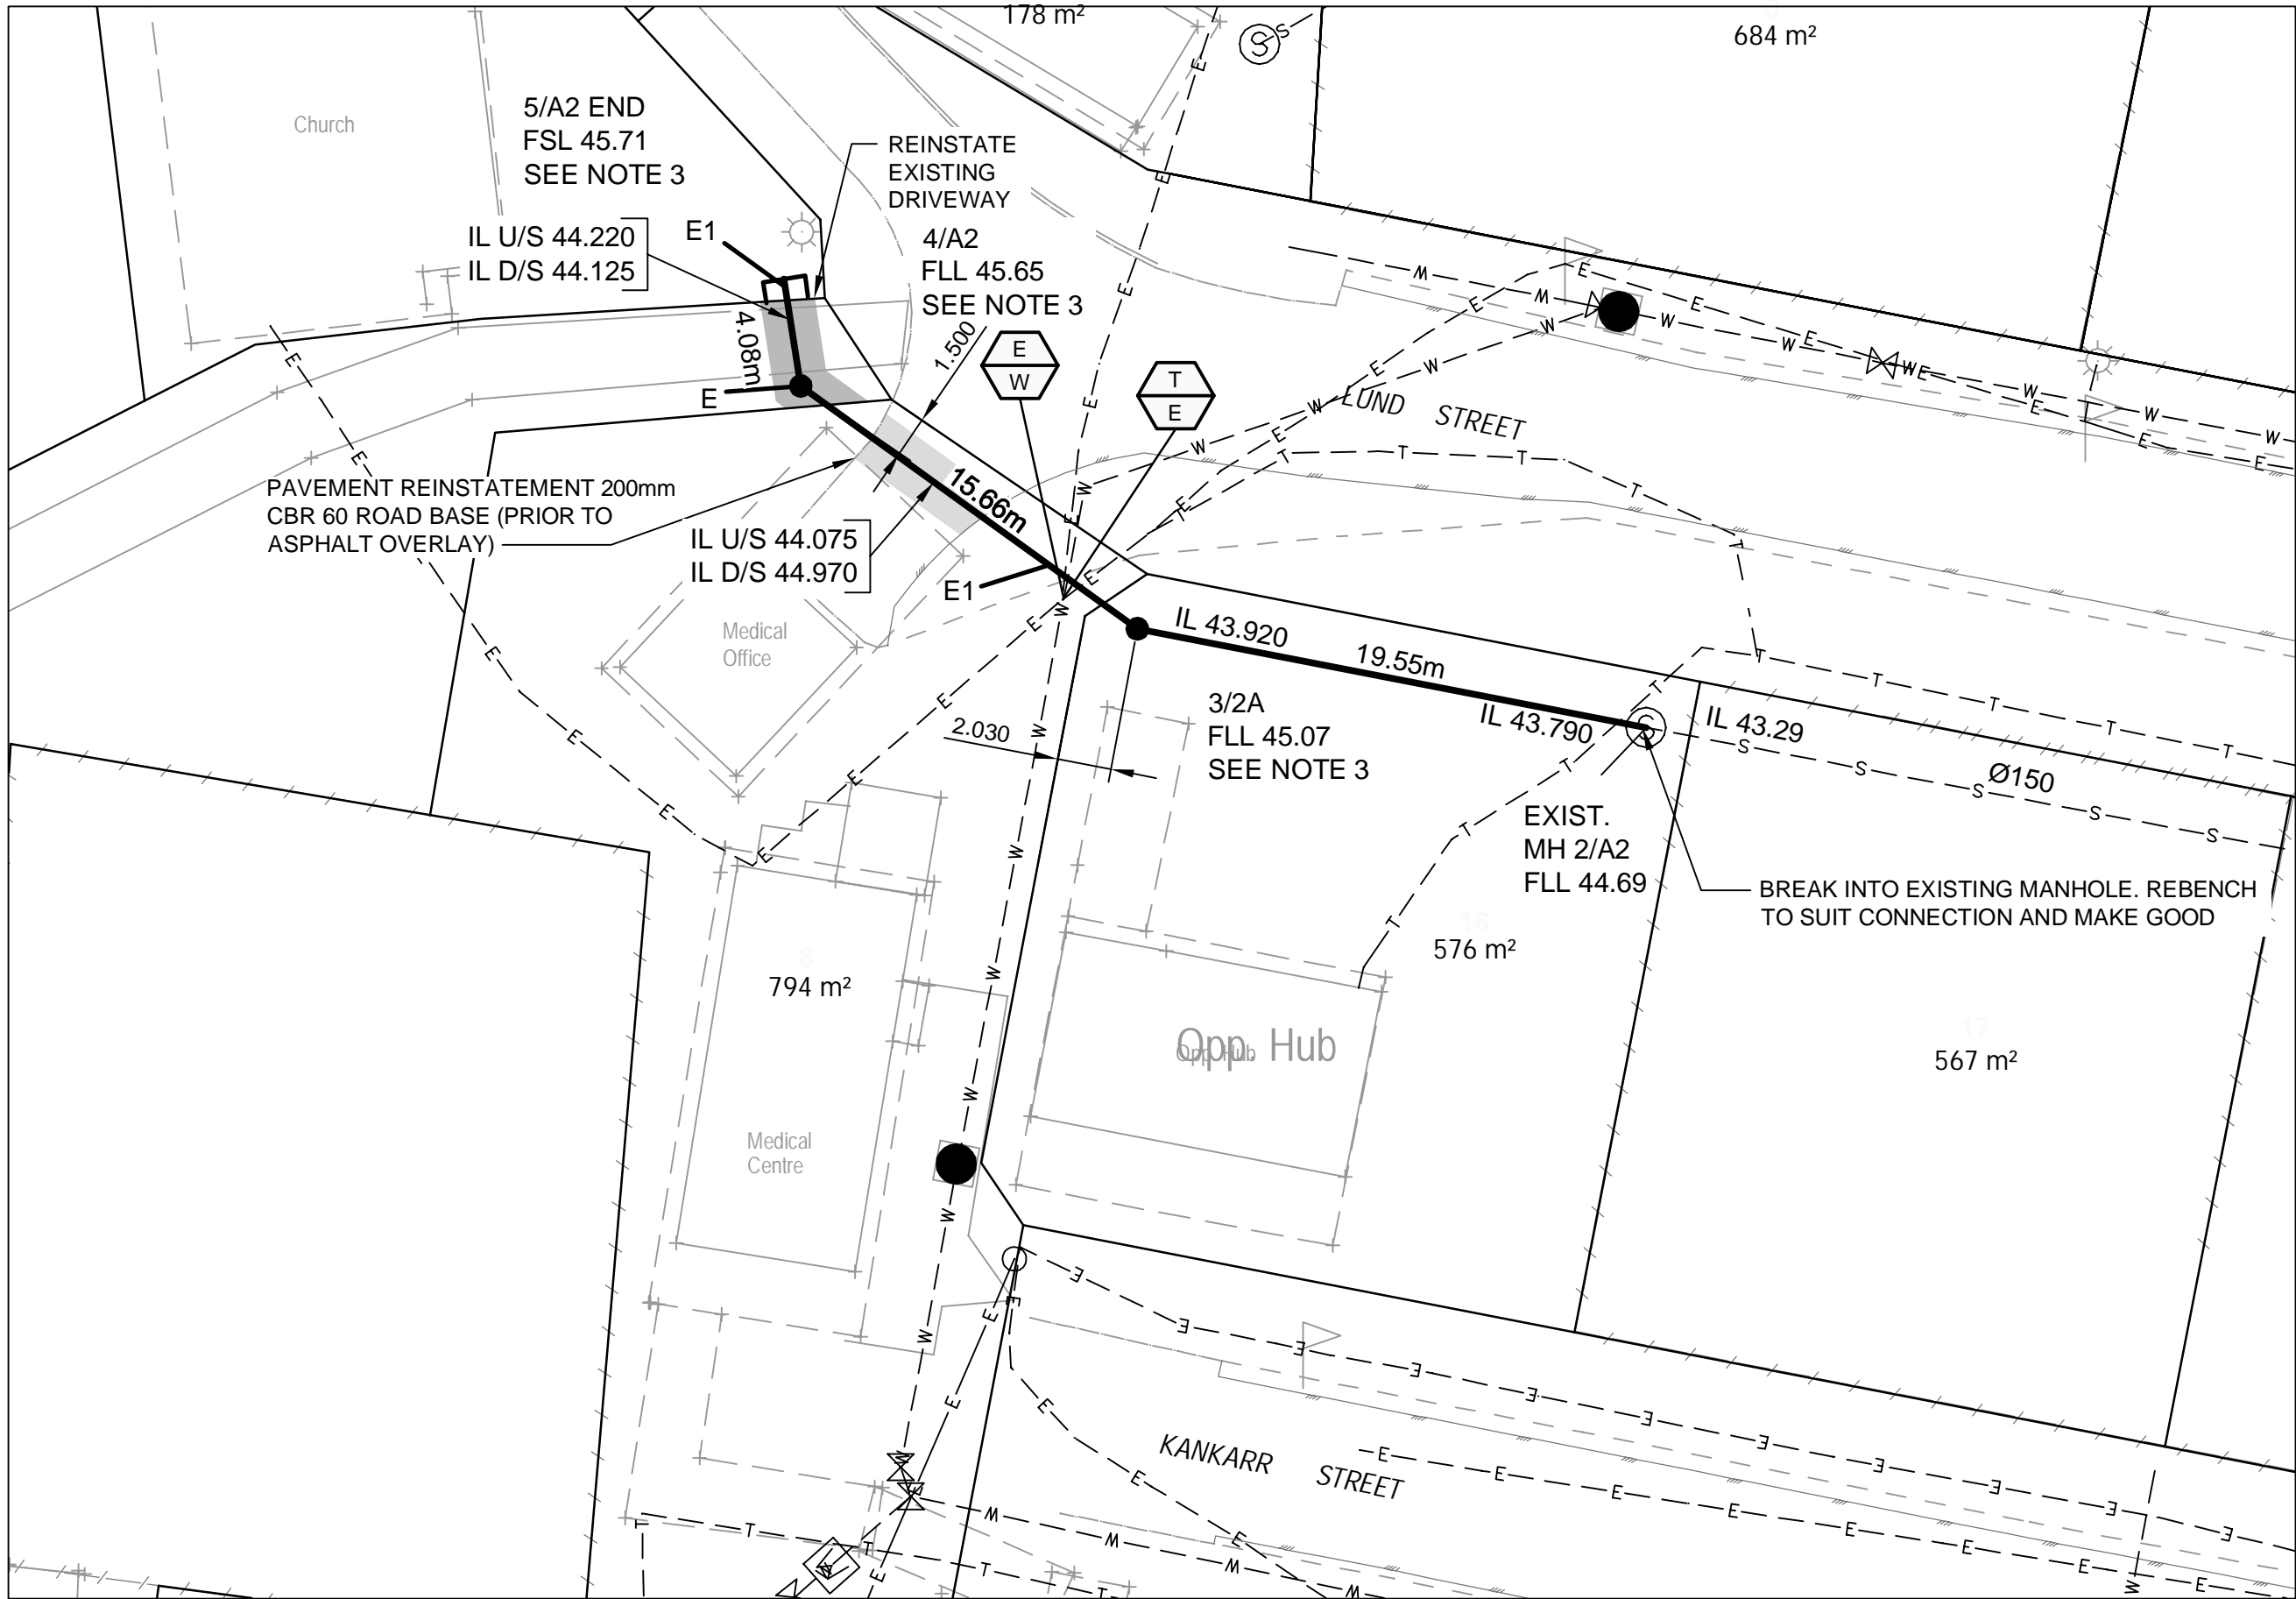 178 m²
684 m²
S
S
Church
5/A2 END
FSL 45.71
SEE NOTE 3
REINSTATE
EXISTING
DRIVEWAY
IL U/S 44.220
IL D/S 44.125
E1
4/A2
FLL 45.65
SEE NOTE 3
4.08m
1.500
E
W
T
E
E
LUND STREET
PAVEMENT REINSTATEMENT 200mm
CBR 60 ROAD BASE (PRIOR TO
ASPHALT OVERLAY)
15.66m
IL U/S 44.075
IL D/S 44.970
E1
Medical
Office
IL 43.920
19.55m
IL 43.790
IL 43.29
S
Ø150
2.030
3/2A
FLL 45.07
SEE NOTE 3
EXIST.
MH 2/A2
FLL 44.69
BREAK INTO EXISTING MANHOLE. REBENCH
TO SUIT CONNECTION AND MAKE GOOD
8
794 m²
16
576 m²
17
567 m²
Opp. Hub
Opp. Hub
Medical
Centre
KANKARR STREET